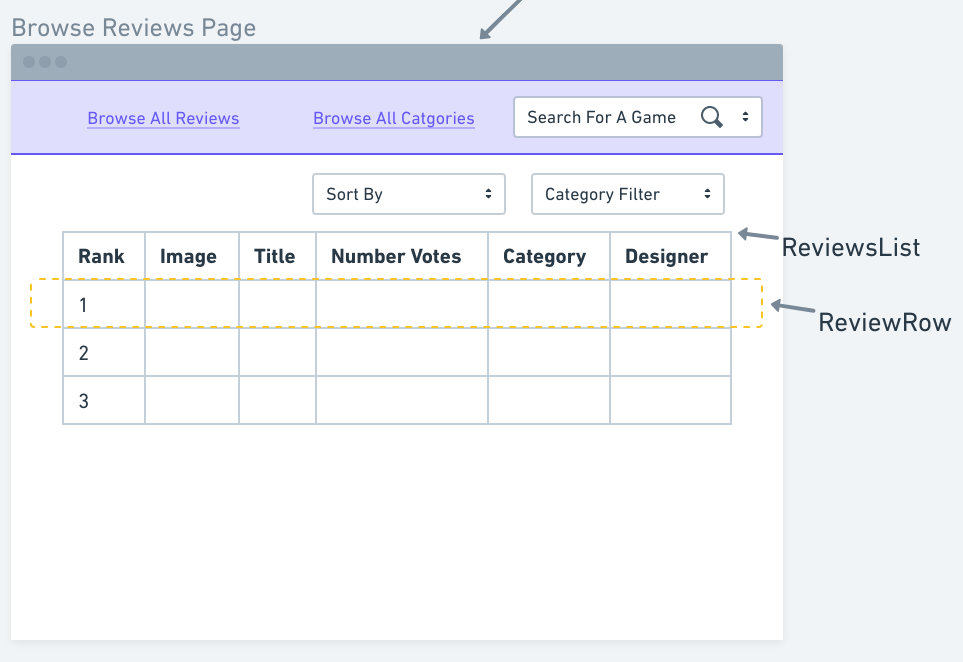 Browse Reviews Page
Browse All Reviews Browse All Catgories Search For A Game
Sort By Category Filter
ReviewsList
Rank Image Title Number Votes Category Designer
1
ReviewRow
2
3